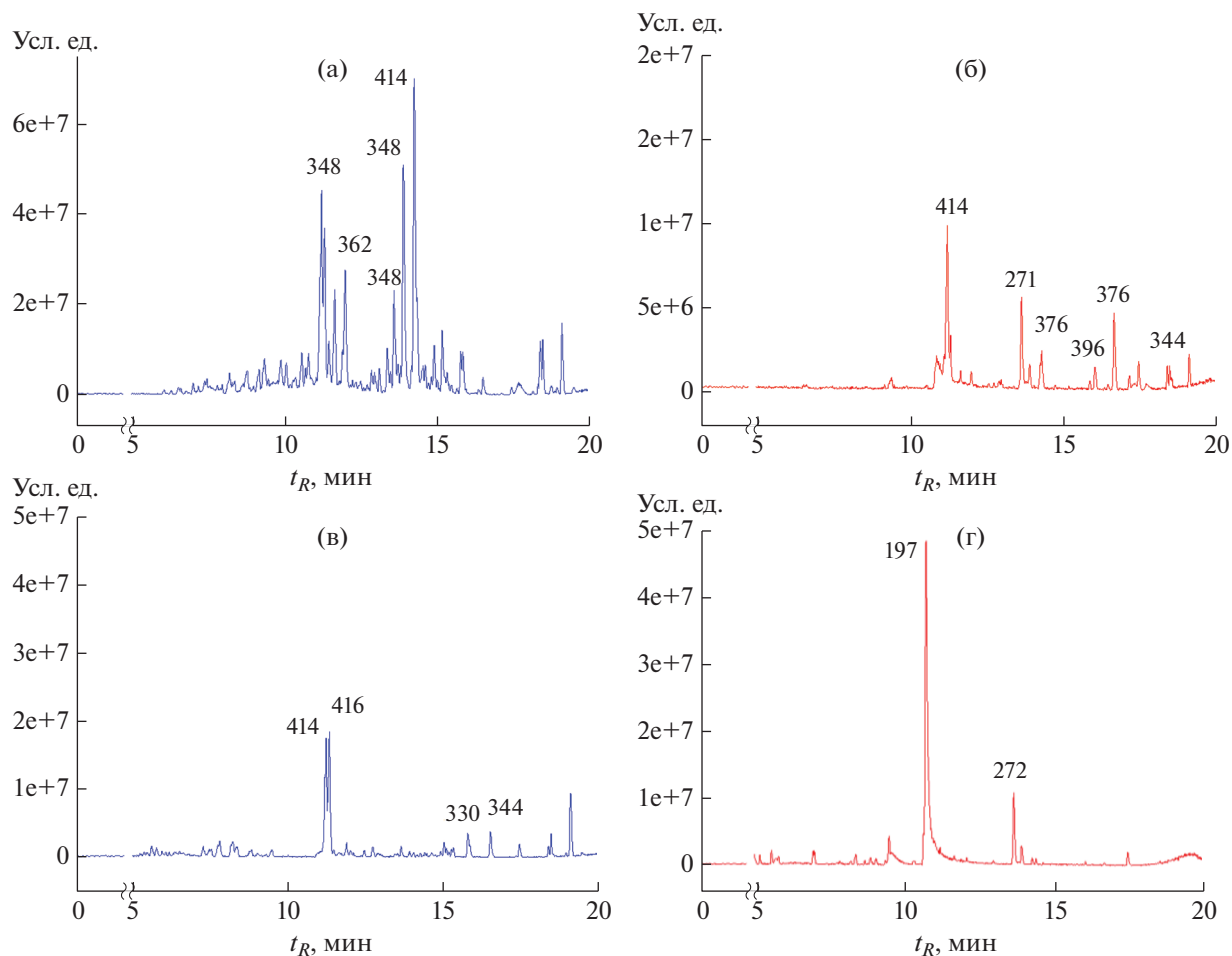 Усл. ед.
(а)
6e+7
4e+7
2e+7
0
348
362
348
348
414
0 5 10 15 20
t_R, мин
Усл. ед.
(б)
2e+7
2e+7
1e+7
5e+6
0
414
271
376
396
376
344
0 5 10 15 20
t_R, мин
Усл. ед.
(в)
5e+7
4e+7
3e+7
2e+7
1e+7
0
414
416
330
344
0 5 10 15 20
t_R, мин
Усл. ед.
(г)
5e+7
4e+7
3e+7
2e+7
1e+7
0
197
272
0 5 10 15 20
t_R, мин